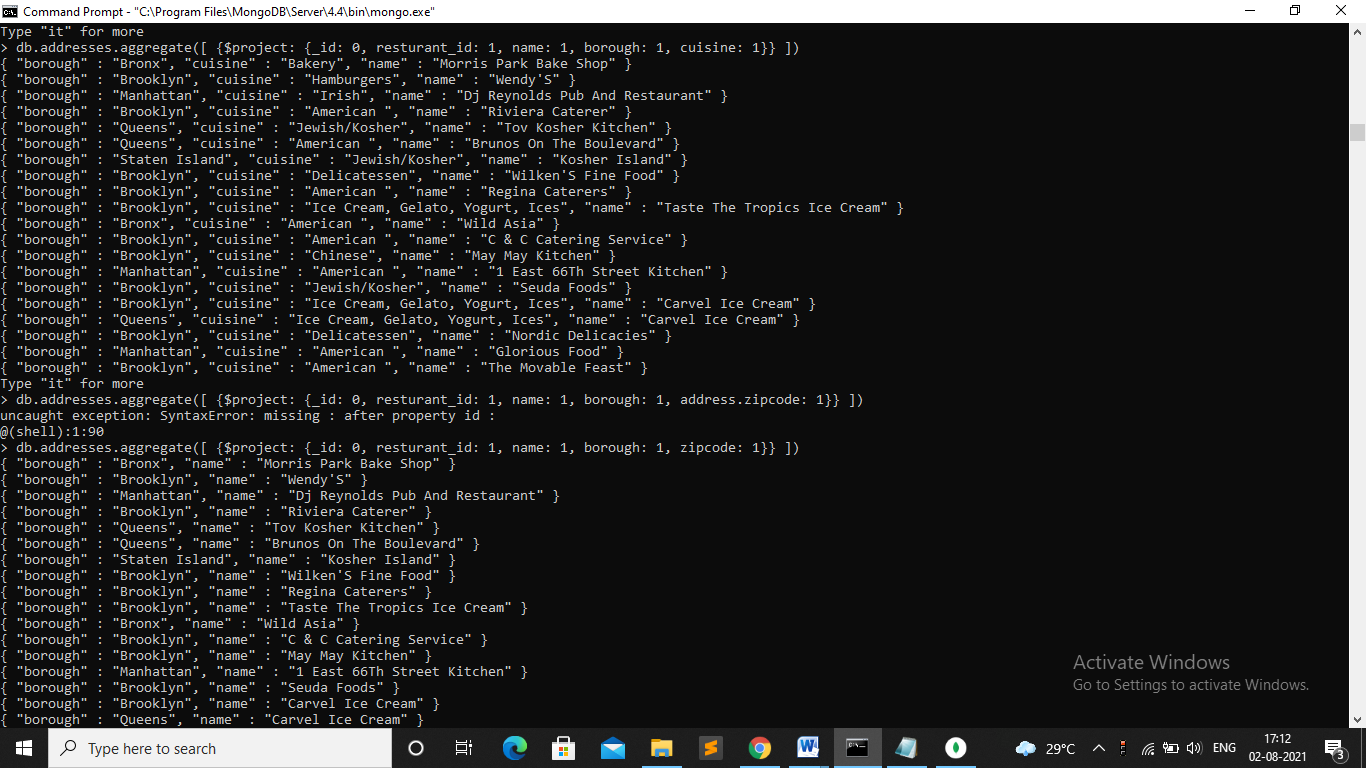 Command Prompt - "C:\Program Files\MongoDB\Server\4.4\bin\mongo.exe"
Type "it" for more
> db.addresses.aggregate([ {$project: {_id: 0, resturant_id: 1, name: 1, borough: 1, cuisine: 1}} ])
{ "borough" : "Bronx", "cuisine" : "Bakery", "name" : "Morris Park Bake Shop" }
{ "borough" : "Brooklyn", "cuisine" : "Hamburgers", "name" : "Wendy'S" }
{ "borough" : "Manhattan", "cuisine" : "Irish", "name" : "Dj Reynolds Pub And Restaurant" }
{ "borough" : "Brooklyn", "cuisine" : "American ", "name" : "Riviera Caterer" }
{ "borough" : "Queens", "cuisine" : "Jewish/Kosher", "name" : "Tov Kosher Kitchen" }
{ "borough" : "Queens", "cuisine" : "American ", "name" : "Brunos On The Boulevard" }
{ "borough" : "Staten Island", "cuisine" : "Jewish/Kosher", "name" : "Kosher Island" }
{ "borough" : "Brooklyn", "cuisine" : "Delicatessen", "name" : "Wilken'S Fine Food" }
{ "borough" : "Brooklyn", "cuisine" : "American ", "name" : "Regina Caterers" }
{ "borough" : "Brooklyn", "cuisine" : "Ice Cream, Gelato, Yogurt, Ices", "name" : "Taste The Tropics Ice Cream" }
{ "borough" : "Bronx", "cuisine" : "American ", "name" : "Wild Asia" }
{ "borough" : "Brooklyn", "cuisine" : "American ", "name" : "C & C Catering Service" }
{ "borough" : "Brooklyn", "cuisine" : "Chinese", "name" : "May May Kitchen" }
{ "borough" : "Manhattan", "cuisine" : "American ", "name" : "1 East 66Th Street Kitchen" }
{ "borough" : "Brooklyn", "cuisine" : "Jewish/Kosher", "name" : "Seuda Foods" }
{ "borough" : "Brooklyn", "cuisine" : "Ice Cream, Gelato, Yogurt, Ices", "name" : "Carvel Ice Cream" }
{ "borough" : "Queens", "cuisine" : "Ice Cream, Gelato, Yogurt, Ices", "name" : "Carvel Ice Cream" }
{ "borough" : "Brooklyn", "cuisine" : "Delicatessen", "name" : "Nordic Delicacies" }
{ "borough" : "Manhattan", "cuisine" : "American ", "name" : "Glorious Food" }
{ "borough" : "Brooklyn", "cuisine" : "American ", "name" : "The Movable Feast" }
Type "it" for more
> db.addresses.aggregate([ {$project: {_id: 0, resturant_id: 1, name: 1, borough: 1, address.zipcode: 1}} ])
uncaught exception: SyntaxError: missing : after property id :
@(shell):1:90
> db.addresses.aggregate([ {$project: {_id: 0, resturant_id: 1, name: 1, borough: 1, zipcode: 1}} ])
{ "borough" : "Bronx", "name" : "Morris Park Bake Shop" }
{ "borough" : "Brooklyn", "name" : "Wendy'S" }
{ "borough" : "Manhattan", "name" : "Dj Reynolds Pub And Restaurant" }
{ "borough" : "Brooklyn", "name" : "Riviera Caterer" }
{ "borough" : "Queens", "name" : "Tov Kosher Kitchen" }
{ "borough" : "Queens", "name" : "Brunos On The Boulevard" }
{ "borough" : "Staten Island", "name" : "Kosher Island" }
{ "borough" : "Brooklyn", "name" : "Wilken'S Fine Food" }
{ "borough" : "Brooklyn", "name" : "Regina Caterers" }
{ "borough" : "Brooklyn", "name" : "Taste The Tropics Ice Cream" }
{ "borough" : "Bronx", "name" : "Wild Asia" }
{ "borough" : "Brooklyn", "name" : "C & C Catering Service" }
{ "borough" : "Brooklyn", "name" : "May May Kitchen" }
{ "borough" : "Manhattan", "name" : "1 East 66Th Street Kitchen" }
{ "borough" : "Brooklyn", "name" : "Seuda Foods" }
{ "borough" : "Brooklyn", "name" : "Carvel Ice Cream" }
{ "borough" : "Queens", "name" : "Carvel Ice Cream" }
Activate Windows
Go to Settings to activate Windows.
Type here to search
29°C
ENG
17:12
02-08-2021
3